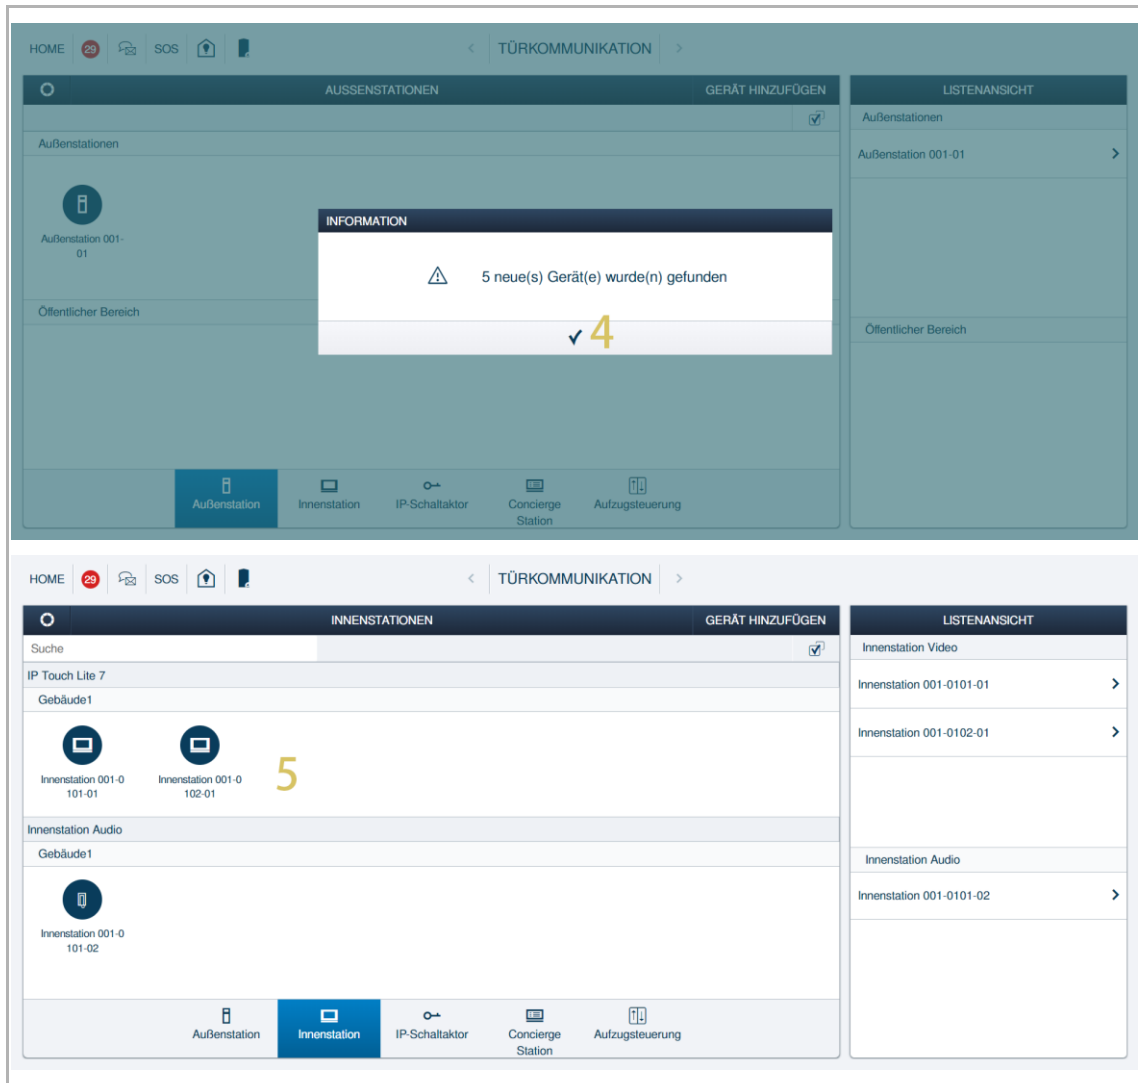 HOME 29 SOS < TÜRKOMMUNIKATION >
AUSSENSTATIONEN GERÄT HINZUFÜGEN
LISTENANSICHT
Außenstationen
Außenstationen
Außenstation 001-01
Außenstation 001-
01
INFORMATION
5 neue(s) Gerät(e) wurde(n) gefunden
4
Öffentlicher Bereich
Öffentlicher Bereich
Außenstation
Innenstation
IP-Schaltaktor
Concierge
Station
Aufzugsteuerung
HOME 29 SOS < TÜRKOMMUNIKATION >
INNENSTATIONEN GERÄT HINZUFÜGEN
LISTENANSICHT
Suche
Innenstation Video
IP Touch Lite 7
Gebäude1
Innenstation 001-0101-01
Innenstation 001-0102-01
Innenstation 001-0
101-01
Innenstation 001-0
102-01
5
Innenstation Audio
Gebäude1
Innenstation Audio
Innenstation 001-0101-02
Innenstation 001-0
101-02
Außenstation
Innenstation
IP-Schaltaktor
Concierge
Station
Aufzugsteuerung